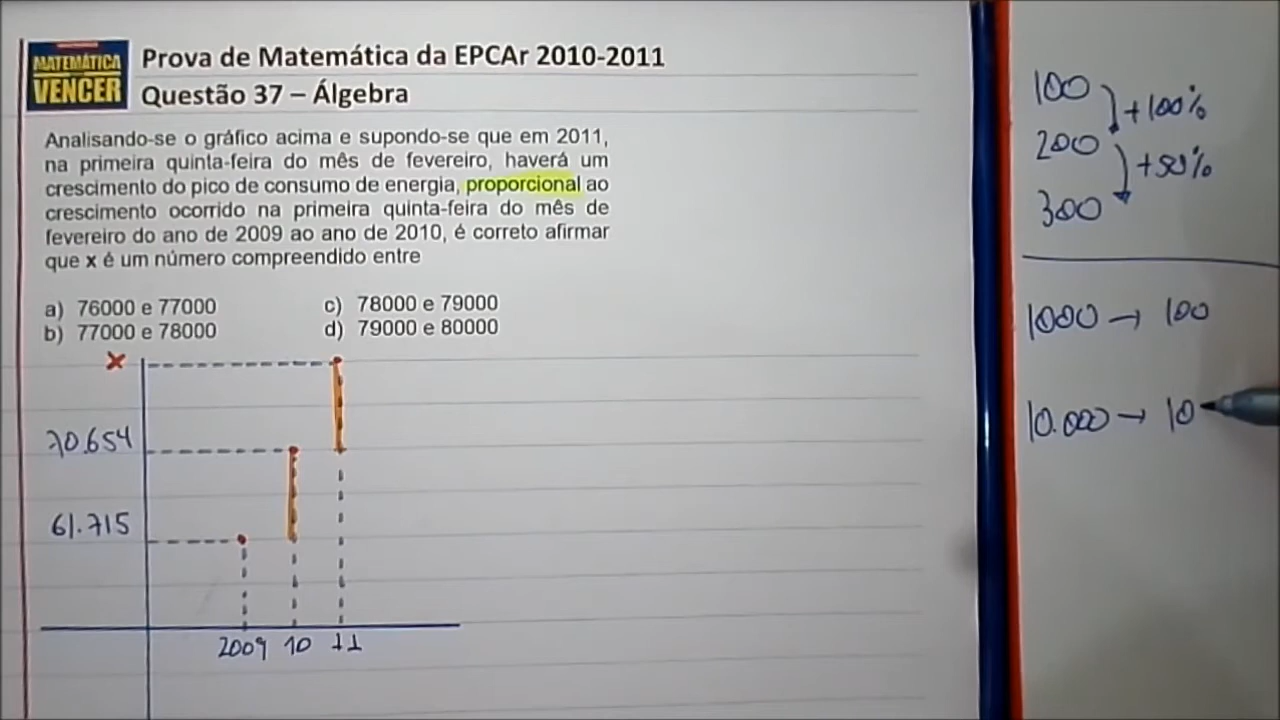 MATEMÁTICA
VENCER
Prova de Matemática da EPCAr 2010-2011
Questão 37 – Álgebra
Analisando-se o gráfico acima e supondo-se que em 2011,
na primeira quinta-feira do mês de fevereiro, haverá um
crescimento do pico de consumo de energia, proporcional ao
crescimento ocorrido na primeira quinta-feira do mês de
fevereiro do ano de 2009 ao ano de 2010, é correto afirmar
que x é um número compreendido entre
a) 76000 e 77000
c) 78000 e 79000
b) 77000 e 78000
d) 79000 e 80000
x
70.654
61.715
2009 10 11
100
+100%
200
+50%
300
1000 → 100
10.000 → 10